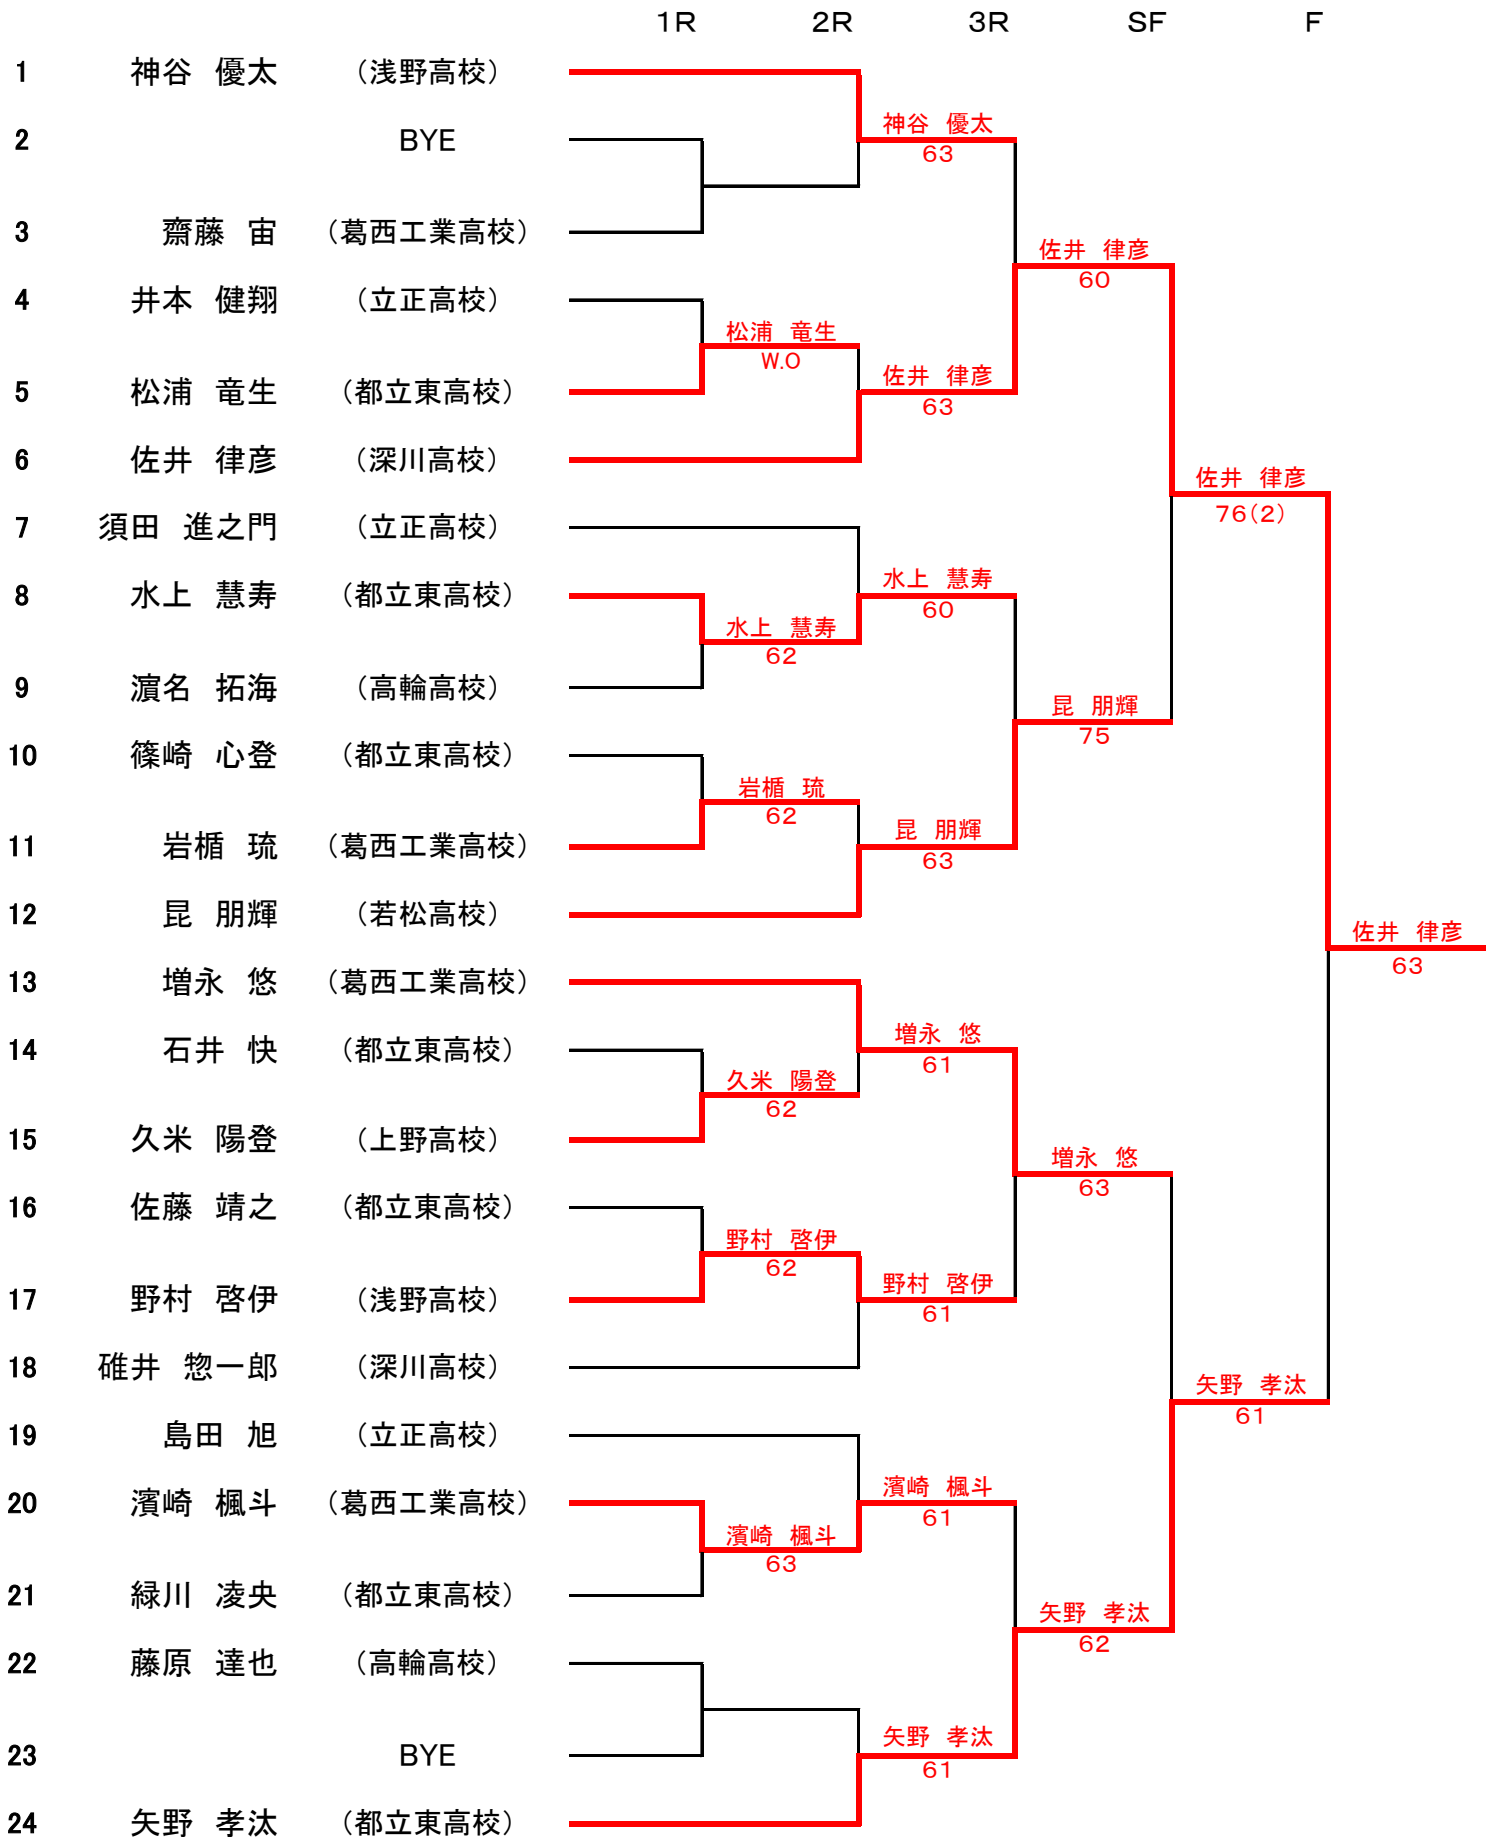 1R 2R 3R SF F
1 神谷 優太 (浅野高校)
神谷 優太
2 BYE
63
3 齋藤 宙 (葛西工業高校)
佐井 律彦
60
4 井本 健翔 (立正高校)
松浦 竜生
W.O
佐井 律彦
5 松浦 竜生 (都立東高校)
63
6 佐井 律彦 (深川高校)
佐井 律彦
76(2)
7 須田 進之門 (立正高校)
水上 慧寿
8 水上 慧寿 (都立東高校)
60
水上 慧寿
62
9 濵名 拓海 (高輪高校)
昆 朋輝
75
10 篠崎 心登 (都立東高校)
岩楯 琉
62
昆 朋輝
11 岩楯 琉 (葛西工業高校)
63
12 昆 朋輝 (若松高校)
佐井 律彦
63
13 増永 悠 (葛西工業高校)
増永 悠
14 石井 快 (都立東高校)
61
久米 陽登
62
15 久米 陽登 (上野高校)
増永 悠
63
16 佐藤 靖之 (都立東高校)
野村 啓伊
62
野村 啓伊
17 野村 啓伊 (浅野高校)
61
18 碓井 惣一郎 (深川高校)
矢野 孝汰
61
19 島田 旭 (立正高校)
濱崎 楓斗
20 濱崎 楓斗 (葛西工業高校)
61
濱崎 楓斗
63
21 緑川 凌央 (都立東高校)
矢野 孝汰
62
22 藤原 達也 (高輪高校)
矢野 孝汰
23 BYE
61
24 矢野 孝汰 (都立東高校)